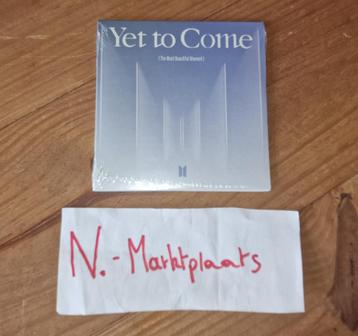 Yet to Come
(The Most Beautiful Moment)
N.- Marktplaats